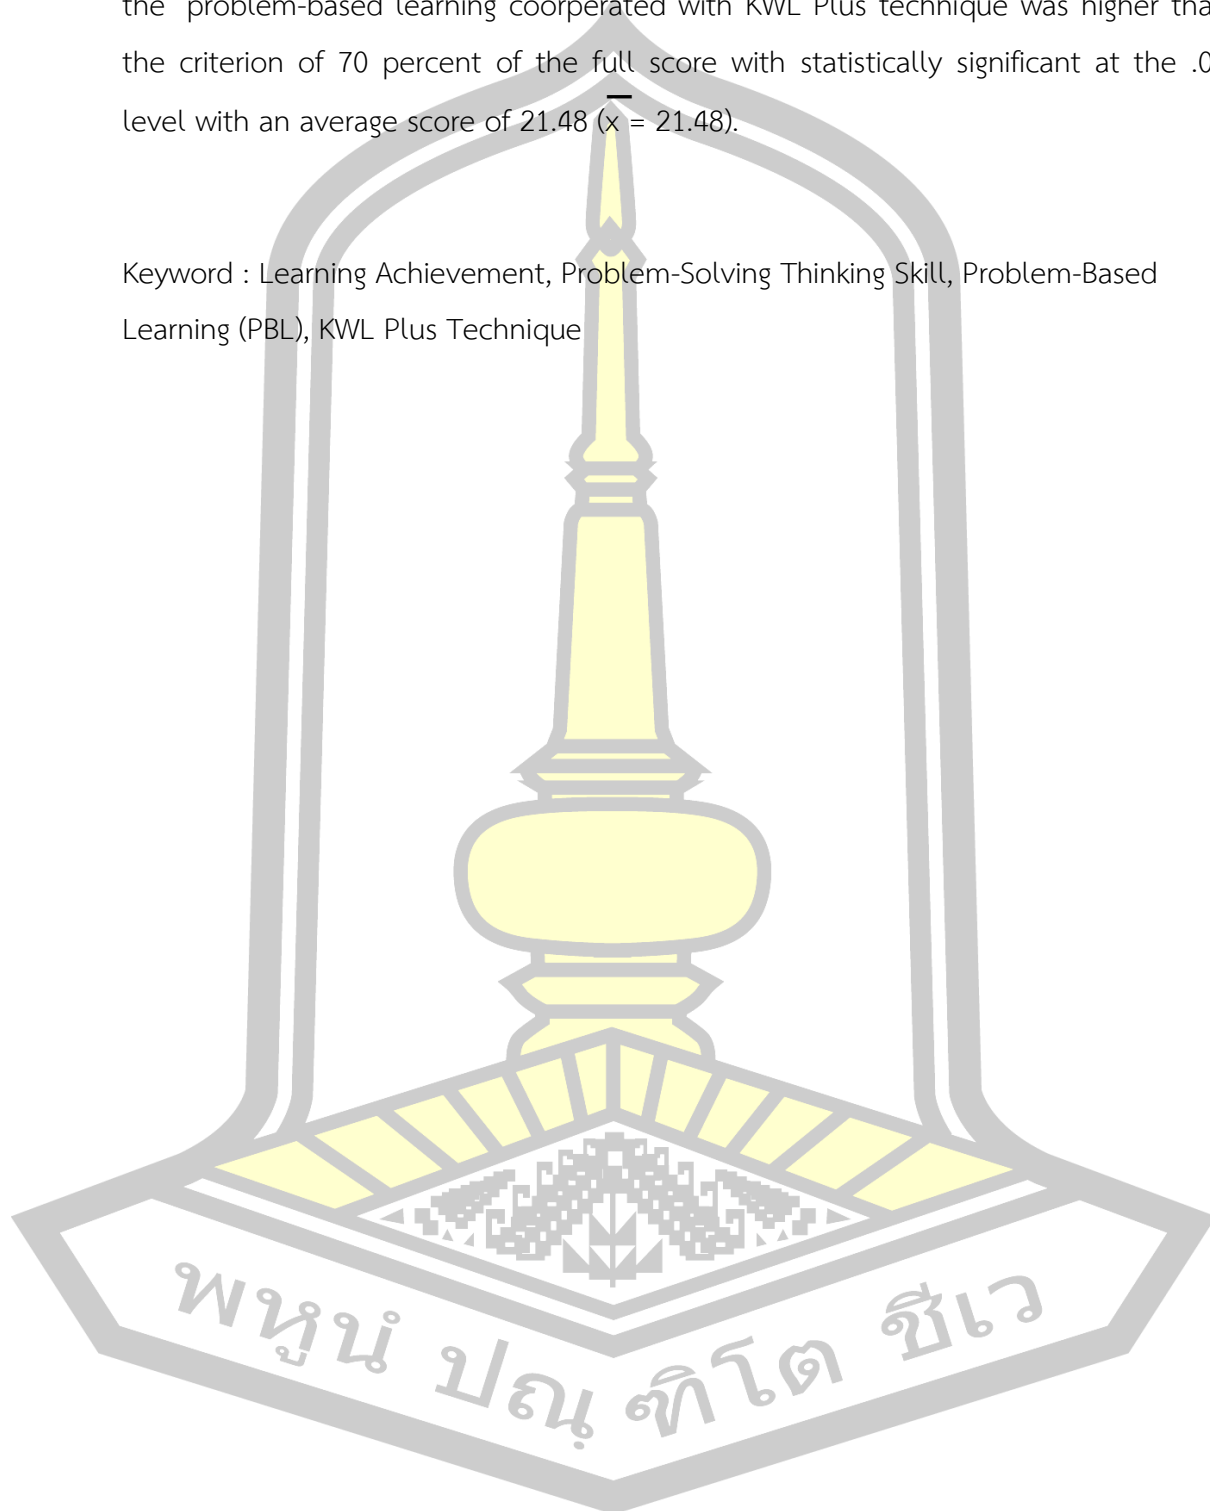 the problem-based learning coorperated with KWL Plus technique was higher
the criterion of 70 percent of the full score with statistically significant at the
level with an average score of 21.48 (x̅ = 21.48).
Keyword : Learning Achievement, Problem-Solving Thinking Skill, Problem-Based
Learning (PBL), KWL Plus Technique
พหูนํ ปณฺฑิโต ชีเว